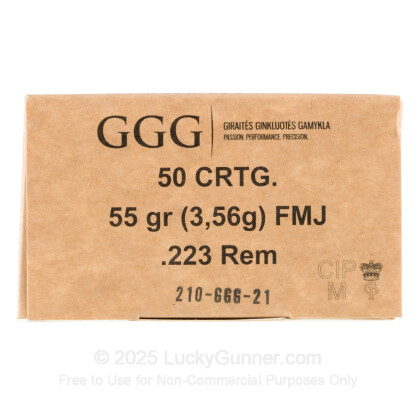 GGG
GIRAITĖS GINKLUOTĖS GAMYKLA
PASSION. PERFORMANCE. PRECISION.
50 CRTG.
55 gr (3,56g) FMJ
.223 Rem
CIP
M
210-GGG-21
© 2025 LuckyGunner.com
Free to Use for Non-Commercial Purposes Only